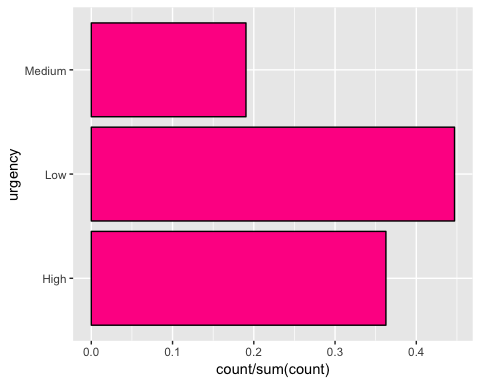 urgency
Medium
Low
High
0.0 0.1 0.2 0.3 0.4
count/sum(count)